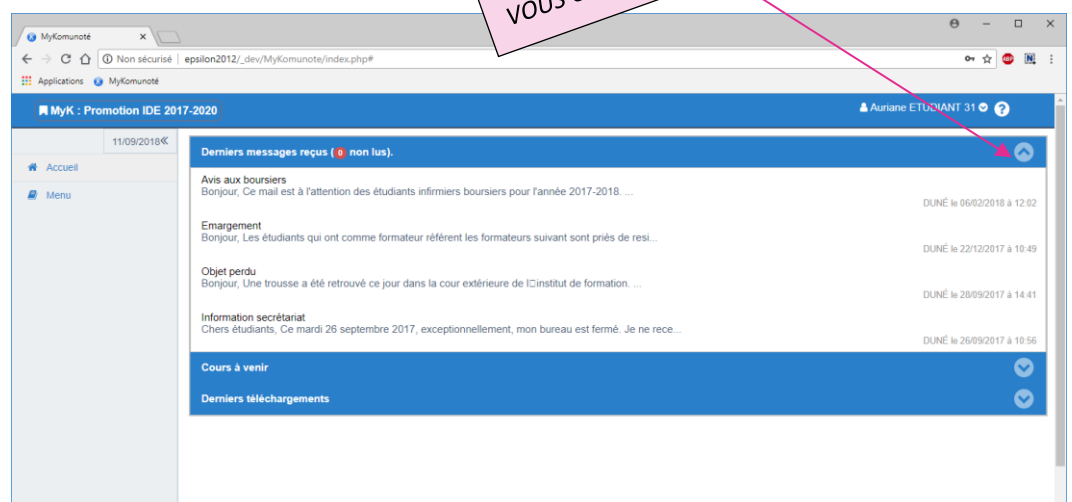 VOUS
MyKomunoté
Non sécurisé | epsilon2012/_dev/MyKomunote/index.php#
ABP
N
Applications MyKomunoté
MyK : Promotion IDE 2017-2020
Auriane ETUDIANT 31 ?
11/09/2018«
Derniers messages reçus ( 0 non lus).
Accueil
Menu
Avis aux boursiers
Bonjour, Ce mail est à l'attention des étudiants infirmiers boursiers pour l'année 2017-2018. ...
DUNÉ le 06/02/2018 à 12:02
Emargement
Bonjour, Les étudiants qui ont comme formateur référent les formateurs suivant sont priès de resi...
DUNÉ le 22/12/2017 à 10:49
Objet perdu
Bonjour, Une trousse a été retrouvé ce jour dans la cour extérieure de l□institut de formation. ...
DUNÉ le 28/09/2017 à 14:41
Information secrétariat
Chers étudiants, Ce mardi 26 septembre 2017, exceptionnellement, mon bureau est fermé. Je ne rece...
DUNÉ le 26/09/2017 à 10:56
Cours à venir
Derniers téléchargements